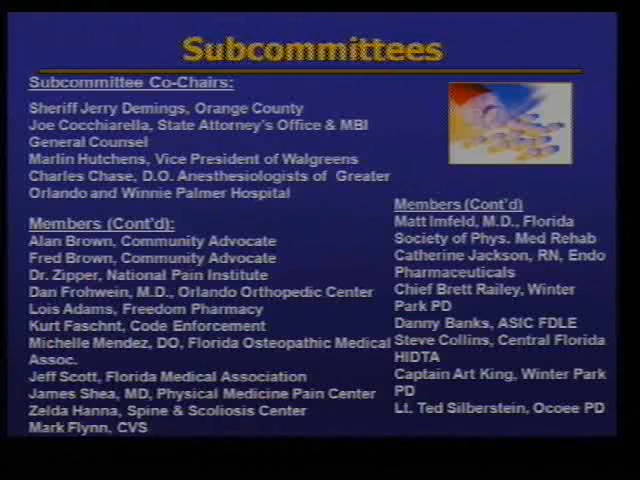 Subcommittees
Subcommittee Co-Chairs:
Sheriff Jerry Demings, Orange County
Joe Cocchiarella, State Attorney's Office & MBI
General Counsel
Marlin Hutchens, Vice President of Walgreens
Charles Chase, D.O. Anesthesiologists of Greater
Orlando and Winnie Palmer Hospital
Members (Cont'd):
Alan Brown, Community Advocate
Fred Brown, Community Advocate
Dr. Zipper, National Pain Institute
Dan Frohwein, M.D., Orlando Orthopedic Center
Lois Adams, Freedom Pharmacy
Kurt Faschnt, Code Enforcement
Michelle Mendez, DO, Florida Osteopathic Medical
Assoc.
Jeff Scott, Florida Medical Association
James Shea, MD, Physical Medicine Pain Center
Zelda Hanna, Spine & Scoliosis Center
Mark Flynn, CVS
Members (Cont'd)
Matt Imfeld, M.D., Florida
Society of Phys. Med Rehab
Catherine Jackson, RN, Endo
Pharmaceuticals
Chief Brett Railey, Winter
Park PD
Danny Banks, ASIC FDLE
Steve Collins, Central Florida
HIDTA
Captain Art King, Winter Park
PD
Lt. Ted Silberstein, Ocoee PD